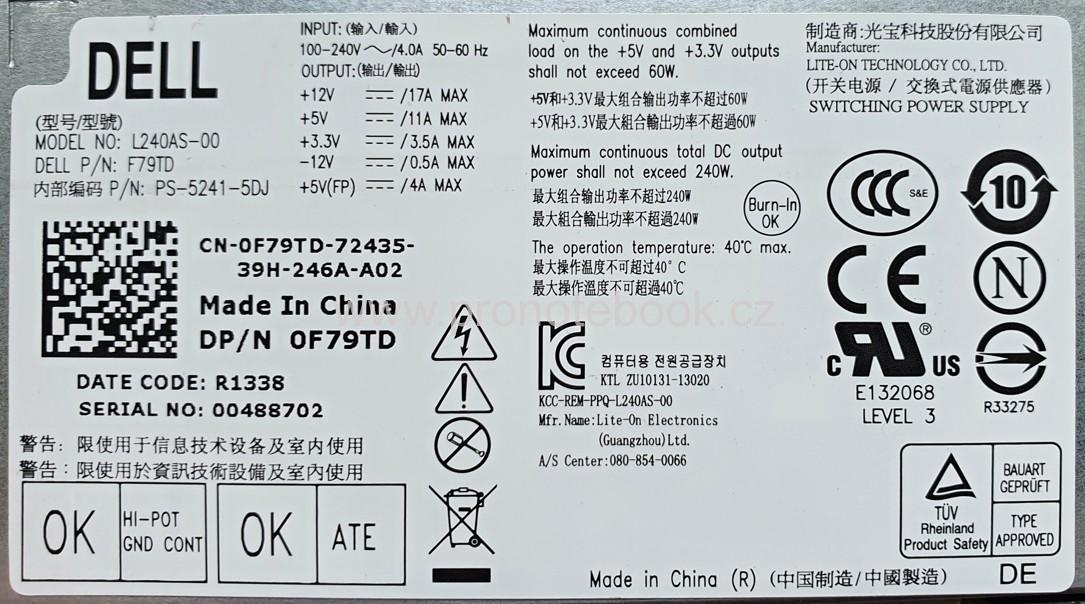 DELL
(型号/型號)
MODEL NO: L240AS-00
DELL P/N: F79TD
内部编码 P/N: PS-5241-5DJ
INPUT: (输入/輸入)
100-240V ～/4.0A 50-60 Hz
OUTPUT:(输出/輸出)
+12V ⎓ /17A MAX
+5V ⎓ /11A MAX
+3.3V ⎓ /3.5A MAX
-12V ⎓ /0.5A MAX
+5V(FP) ⎓ /4A MAX
Maximum continuous combined
load on the +5V and +3.3V outputs
shall not exceed 60W.
+5V和+3.3V最大组合输出功率不超过60W
+5V和+3.3V最大組合輸出功率不超過60W
Maximum continuous total DC output
power shall not exceed 240W.
最大组合输出功率不超过240W
最大組合輸出功率不超過240W
Burn-In
OK
The operation temperature: 40℃ max.
最大操作温度不可超过40° C
最大操作溫度不可超過40℃
制造商:光宝科技股份有限公司
Manufacturer:
LITE-ON TECHNOLOGY CO., LTD.
(开关电源 / 交換式電源供應器)
SWITCHING POWER SUPPLY
CN-0F79TD-72435-
39H-246A-A02
Made In China
DP/N 0F79TD
DATE CODE: R1338
SERIAL NO: 00488702
警告: 限使用于信息技术设备及室内使用
警告：限使用於資訊技術設備及室內使用
OK
HI-POT
GND CONT
OK
ATE
www.pronotebook.cz
컴퓨터용 전원공급장치
KTL ZU10131-13020
KCC-REM-PPQ-L240AS-00
Mfr.Name:Lite-On Electronics
(Guangzhou)Ltd.
A/S Center:080-854-0066
CCC S&E
10
CE
N
c RU ® US
E132068
LEVEL 3
R33275
TÜV
Rheinland
Product Safety
BAUART
GEPRÜFT
TYPE
APPROVED
Made in China (R) (中国制造/中國製造)
DE